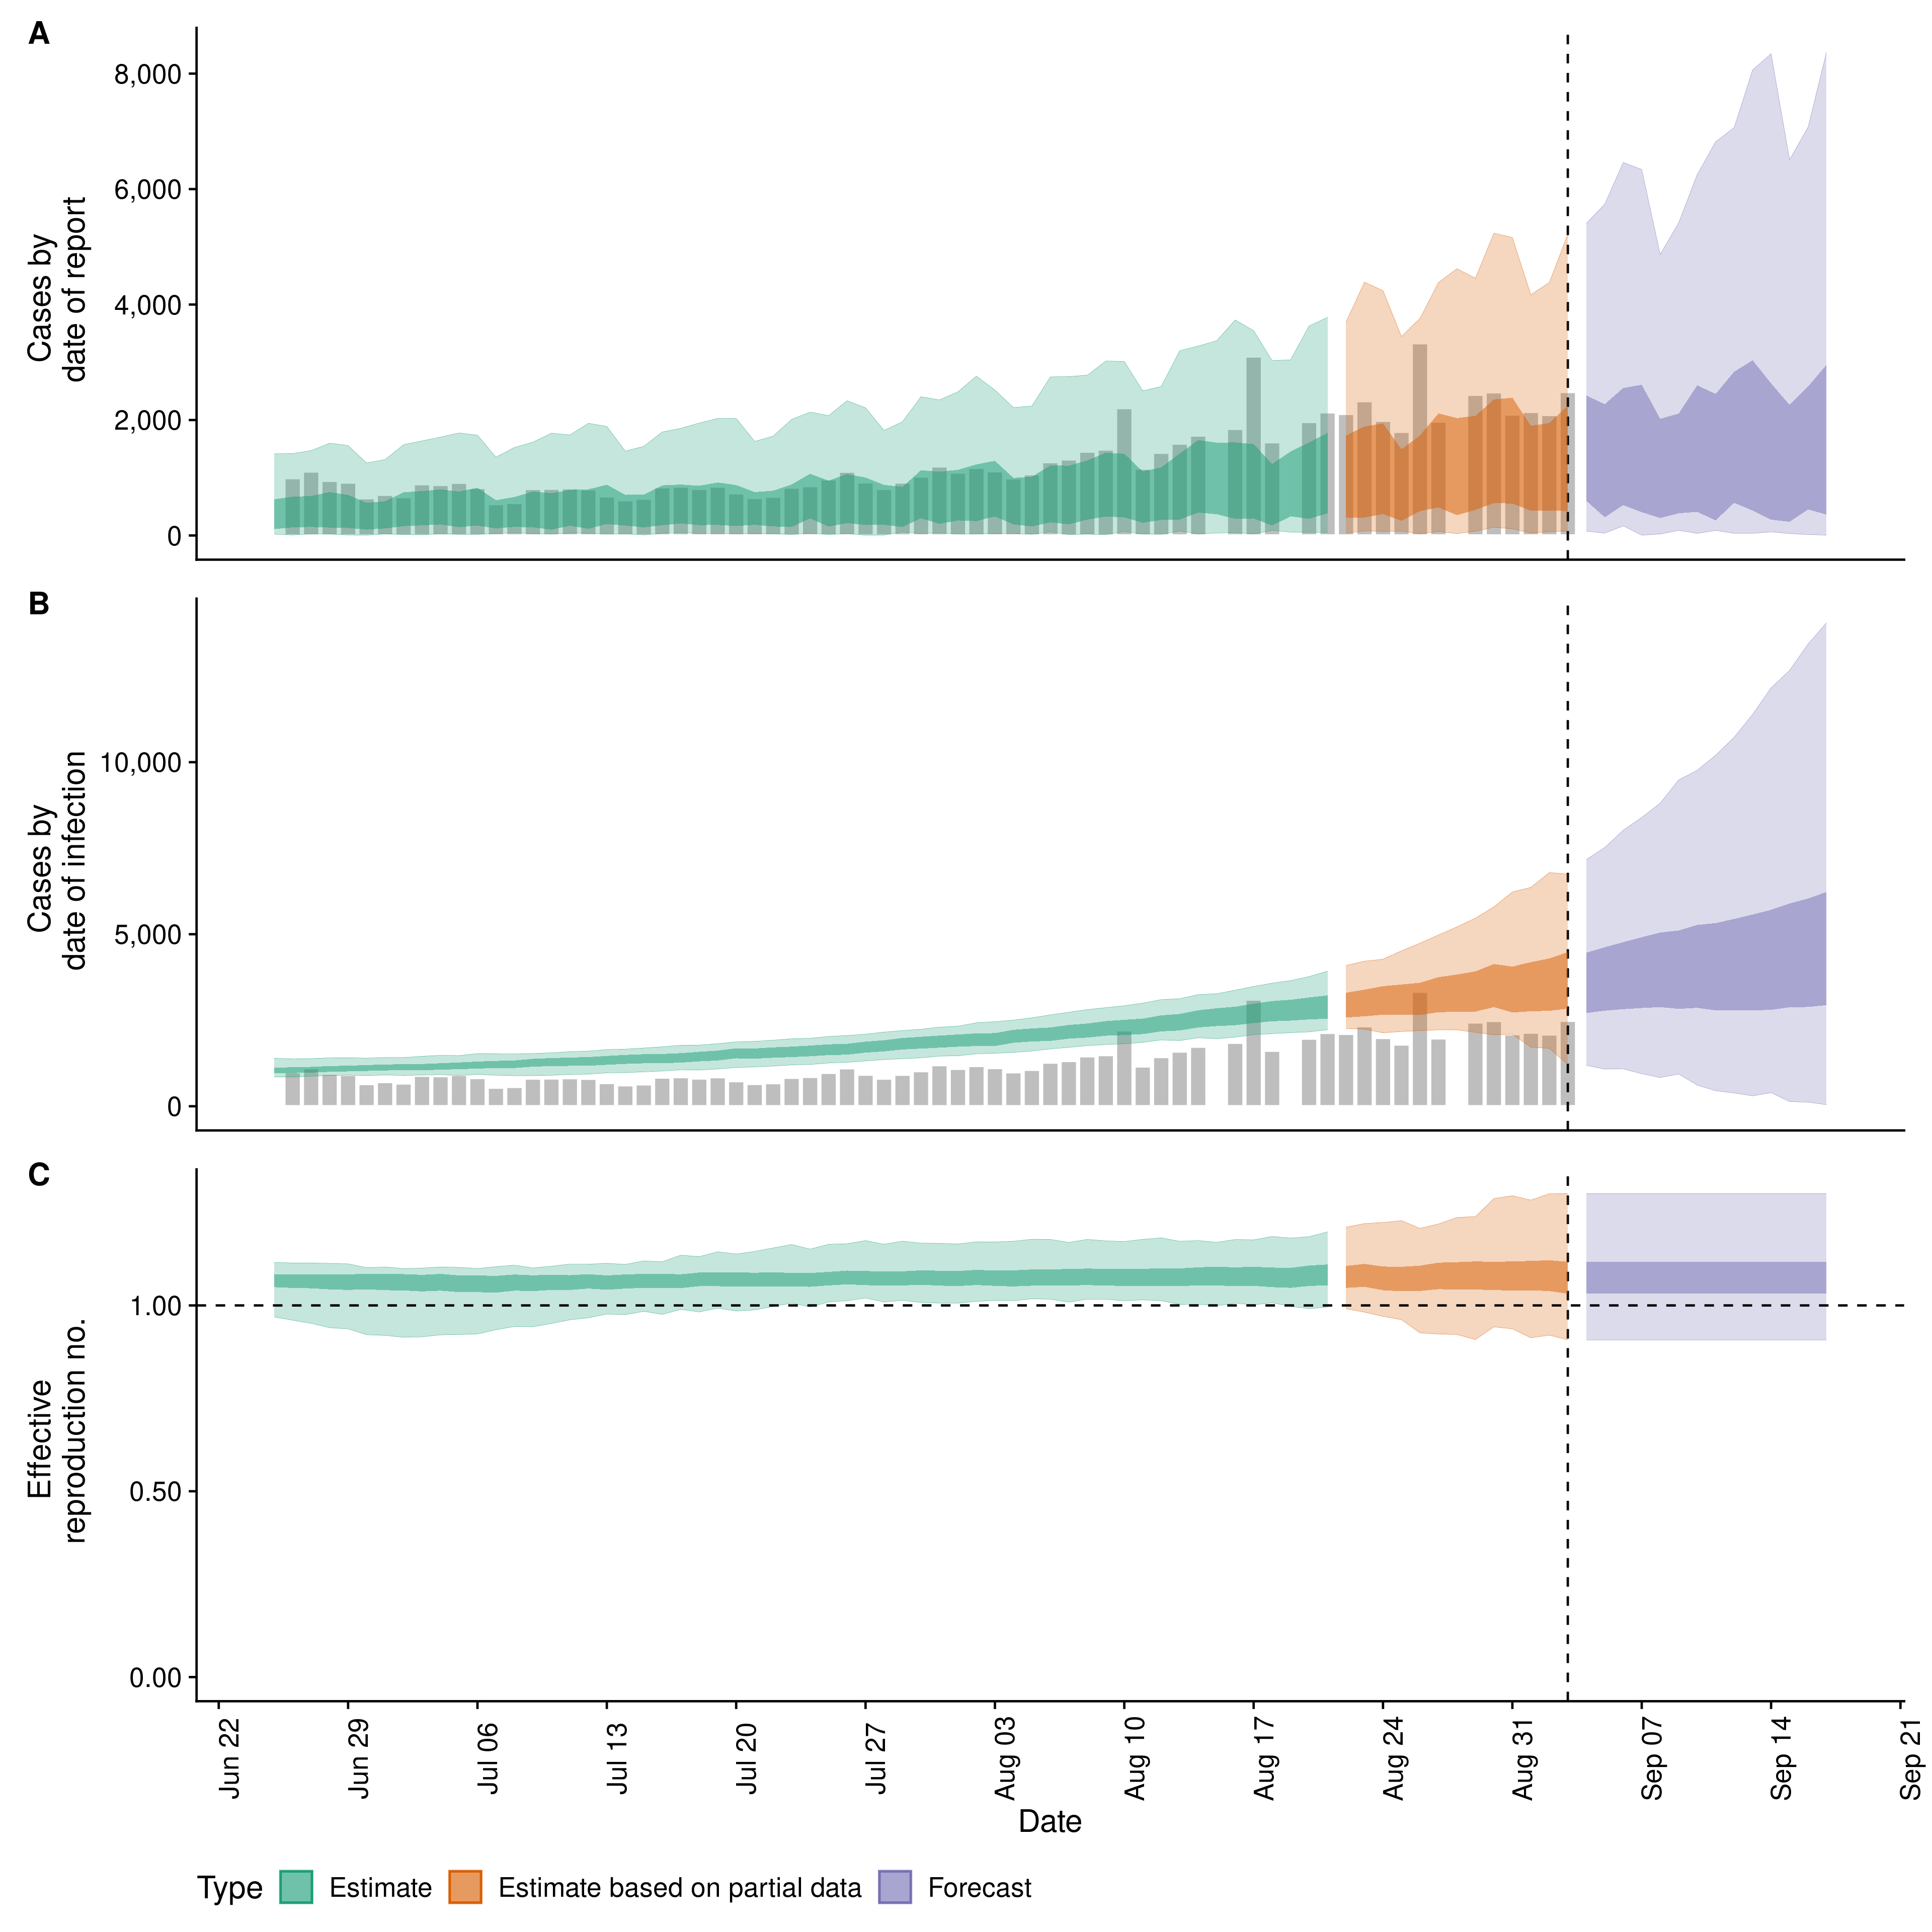 A
Cases by
date of report
8,000
6,000
4,000
2,000
0
B
Cases by
date of infection
10,000
5,000
0
C
Effective
reproduction no.
1.00
0.50
0.00
Jun 22
Jun 29
Jul 06
Jul 13
Jul 20
Jul 27
Aug 03
Aug 10
Aug 17
Aug 24
Aug 31
Sep 07
Sep 14
Sep 21
Date
Type Estimate Estimate based on partial data Forecast